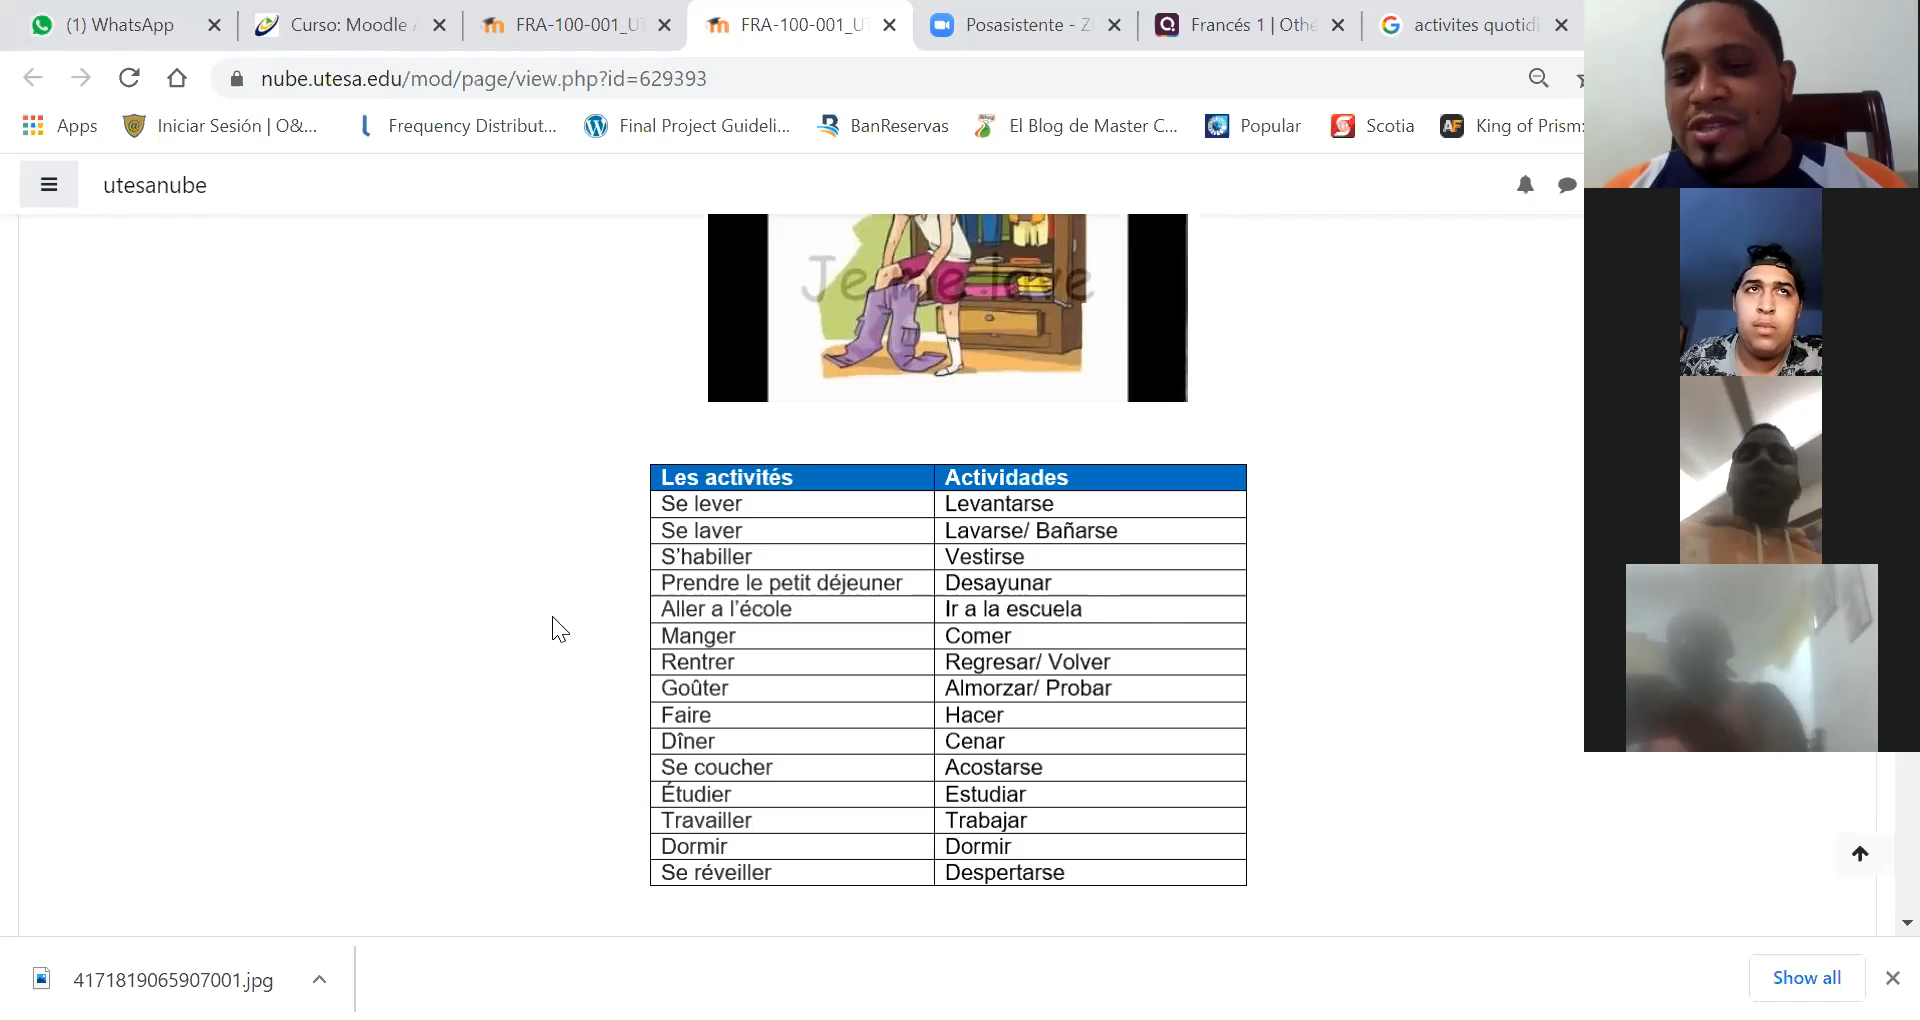 (1) WhatsApp
Curso: Moodle
FRA-100-001_U
FRA-100-001_U
Posasistente - Z
Francés 1 | Othé
activites quotidi
nube.utesa.edu/mod/page/view.php?id=629393
Apps
Iniciar Sesión | O&...
Frequency Distribut...
Final Project Guideli...
BanReservas
El Blog de Master C...
Popular
Scotia
King of Prism:
utesanube
Je me lave
Les activités Actividades
Se lever Levantarse
Se laver Lavarse/ Bañarse
S'habiller Vestirse
Prendre le petit déjeuner Desayunar
Aller a l'école Ir a la escuela
Manger Comer
Rentrer Regresar/ Volver
Goûter Almorzar/ Probar
Faire Hacer
Dîner Cenar
Se coucher Acostarse
Étudier Estudiar
Travailler Trabajar
Dormir Dormir
Se réveiller Despertarse
4171819065907001.jpg
Show all